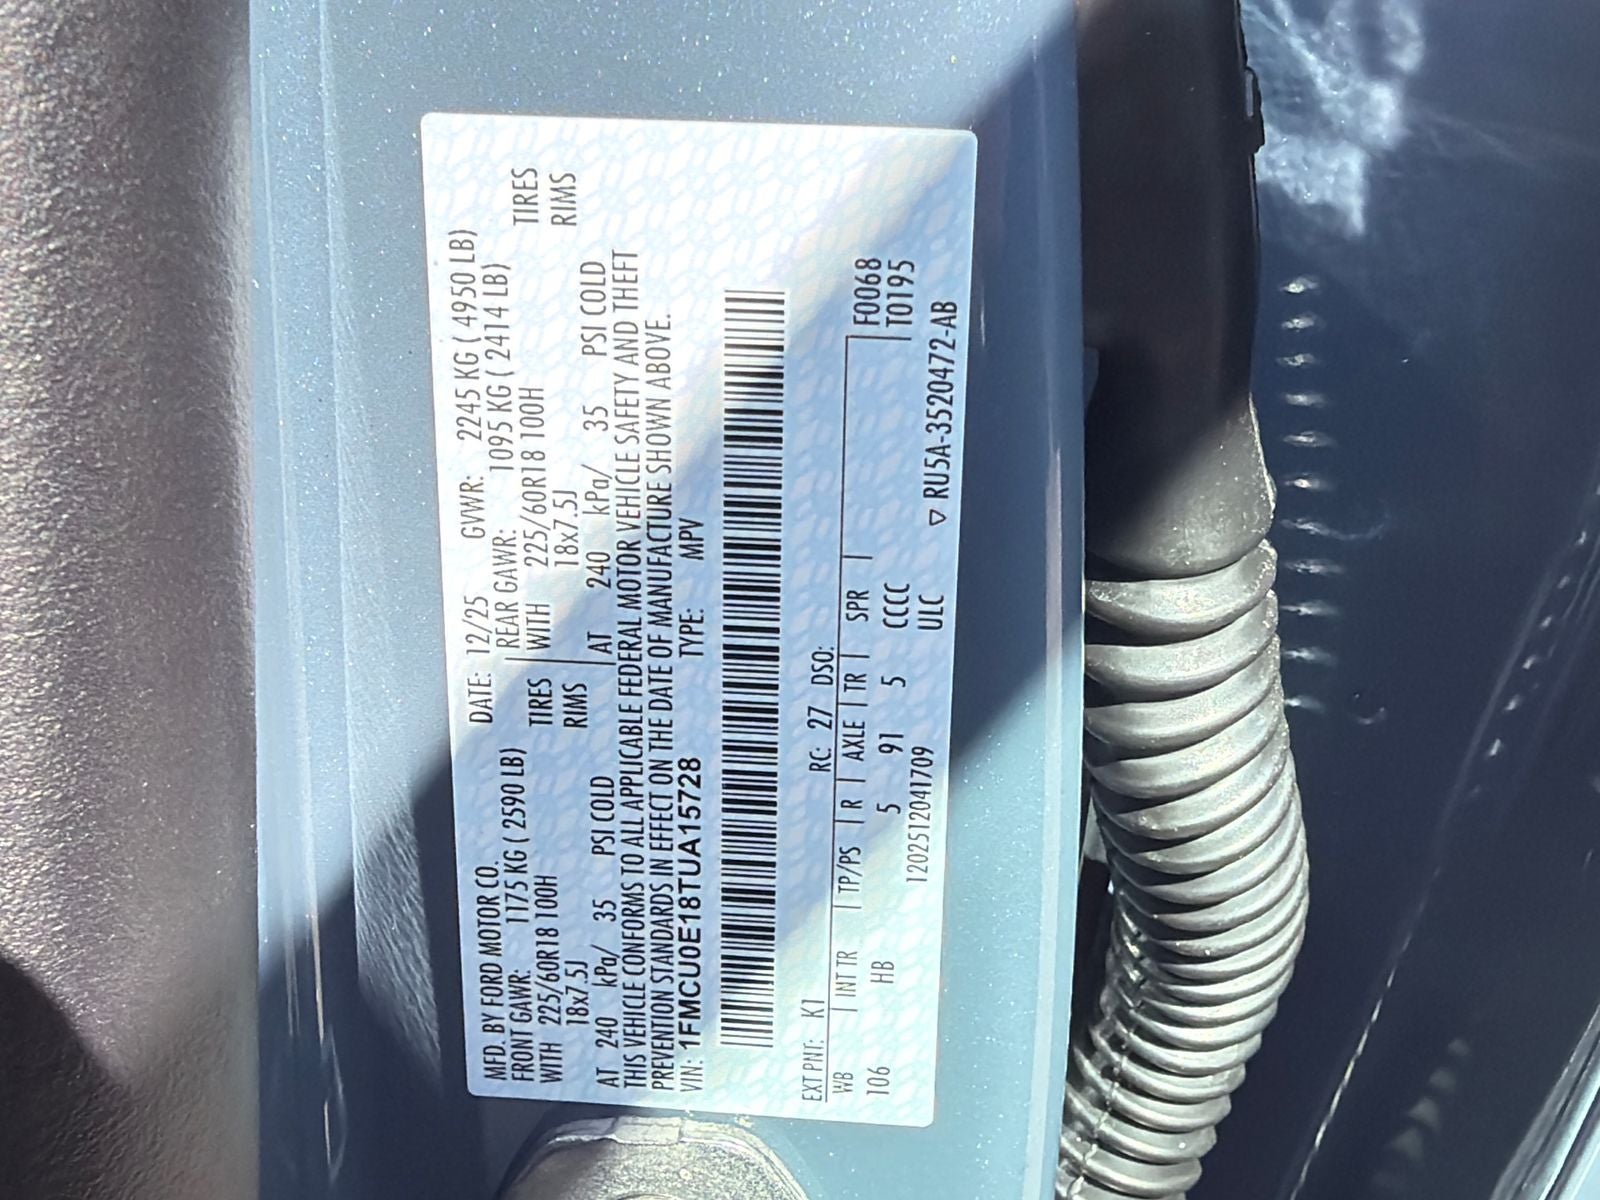 MFD. BY FORD MOTOR CO.
DATE: 12/25 GVWR: 2245 KG ( 4950 LB)
FRONT GAWR: 1175 KG ( 2590 LB)
REAR GAWR: 1095 KG ( 2414 LB)
WITH 225/60R18 100H TIRES
WITH 225/60R18 100H TIRES
18x7.5J RIMS
18x7.5J RIMS
AT 240 kPa/ 35 PSI COLD
AT 240 kPa/ 35 PSI COLD
THIS VEHICLE CONFORMS TO ALL APPLICABLE FEDERAL MOTOR VEHICLE SAFETY AND THEFT
PREVENTION STANDARDS IN EFFECT ON THE DATE OF MANUFACTURE SHOWN ABOVE.
VIN: 1FMCU0E18TUA15728 TYPE: MPV
EXT PNT: K1 RC: 27 DSO:
WB | INT TR | TP/PS | R | AXLE | TR | SPR | F0068
106 HB 5 91 5 CCCC T0195
120251204​1709 ULC ▽ RU5A-3520472-AB